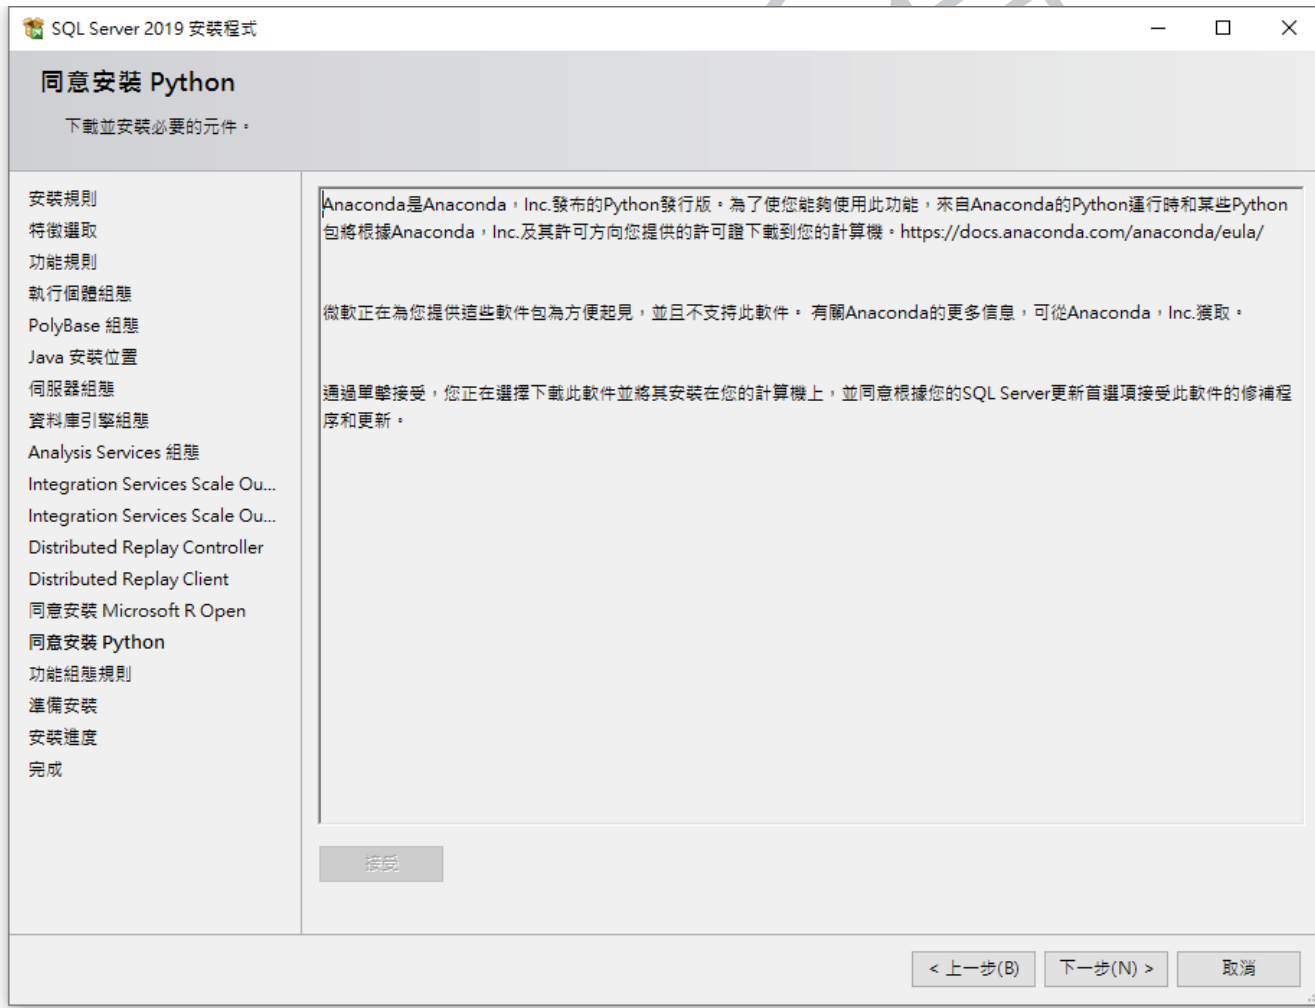 SQL Server 2019 安裝程式
同意安裝 Python
下載並安裝必要的元件。
安裝規則
特徵選取
功能規則
執行個體組態
PolyBase 組態
Java 安裝位置
伺服器組態
資料庫引擎組態
Analysis Services 組態
Integration Services Scale Ou...
Integration Services Scale Ou...
Distributed Replay Controller
Distributed Replay Client
同意安裝 Microsoft R Open
同意安裝 Python
功能組態規則
準備安裝
安裝進度
完成
Anaconda是Anaconda，Inc.發布的Python發行版。為了使您能夠使用此功能，來自Anaconda的Python運行時和某些Python
包將根據Anaconda，Inc.及其許可方向您提供的許可證下載到您的計算機。https://docs.anaconda.com/anaconda/eula/
微軟正在為您提供這些軟件包為方便起見，並且不支持此軟件。 有關Anaconda的更多信息，可從Anaconda，Inc.獲取。
通過單擊接受，您正在選擇下載此軟件並將其安裝在您的計算機上，並同意根據您的SQL Server更新首選項接受此軟件的修補程
序和更新。
接受
< 上一步(B)
下一步(N) >
取消